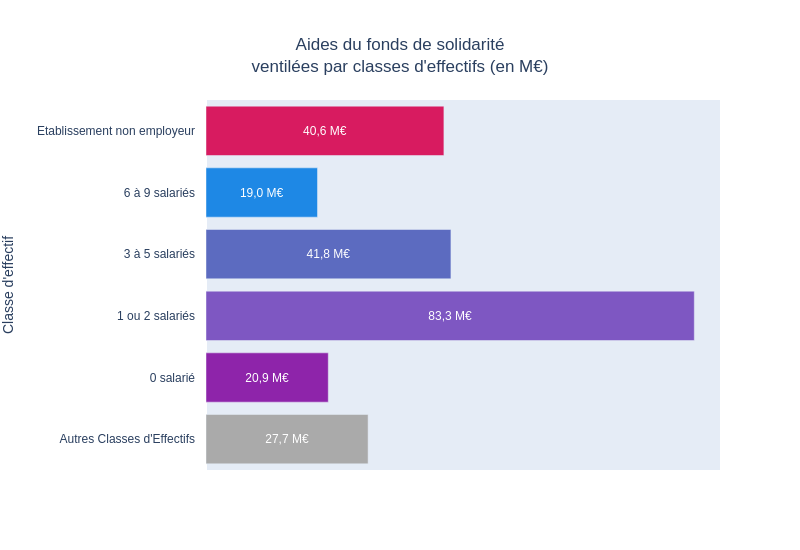 Aides du fonds de solidarité
ventilées par classes d'effectifs (en M€)
Classe d'effectif
Etablissement non employeur
40,6 M€
6 à 9 salariés
19,0 M€
3 à 5 salariés
41,8 M€
1 ou 2 salariés
83,3 M€
0 salarié
20,9 M€
Autres Classes d'Effectifs
27,7 M€